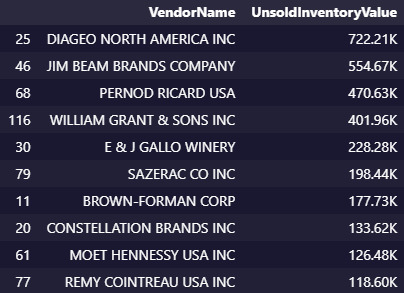 VendorName UnsoldInventoryValue
25 DIAGEO NORTH AMERICA INC 722.21K
46 JIM BEAM BRANDS COMPANY 554.67K
68 PERNOD RICARD USA 470.63K
116 WILLIAM GRANT & SONS INC 401.96K
30 E & J GALLO WINERY 228.28K
79 SAZERAC CO INC 198.44K
11 BROWN-FORMAN CORP 177.73K
20 CONSTELLATION BRANDS INC 133.62K
61 MOET HENNESSY USA INC 126.48K
77 REMY COINTREAU USA INC 118.60K